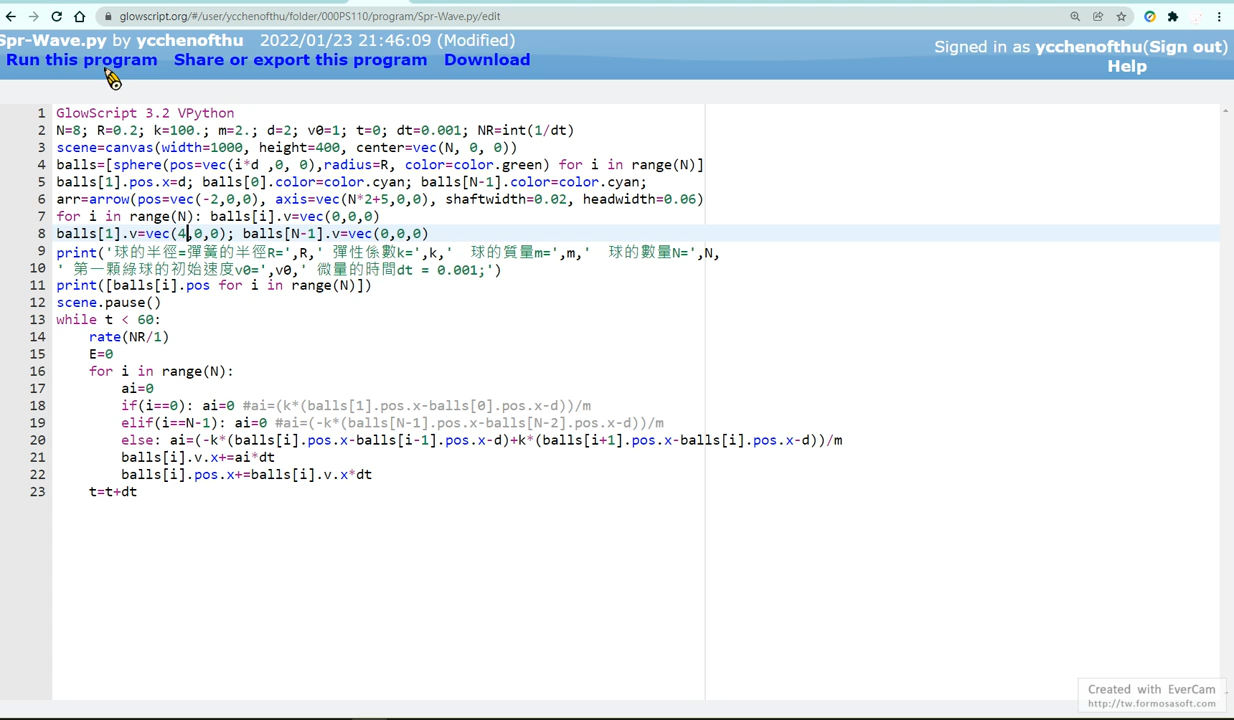 glowscript.org/#/user/ycchenofthu/folder/000PS110/program/Spr-Wave.py/edit
Spr-Wave.py by ycchenofthu 2022/01/23 21:46:09 (Modified)
Signed in as ycchenofthu(Sign out)
Run this program Share or export this program Download
Help
1 GlowScript 3.2 VPython
2 N=8; R=0.2; k=100.; m=2.; d=2; v0=1; t=0; dt=0.001; NR=int(1/dt)
3 scene=canvas(width=1000, height=400, center=vec(N, 0, 0))
4 balls=[sphere(pos=vec(i*d ,0, 0),radius=R, color=color.green) for i in range(N)]
5 balls[1].pos.x=d; balls[0].color=color.cyan; balls[N-1].color=color.cyan;
6 arr=arrow(pos=vec(-2,0,0), axis=vec(N*2+5,0,0), shaftwidth=0.02, headwidth=0.06)
7 for i in range(N): balls[i].v=vec(0,0,0)
8 balls[1].v=vec(4,0,0); balls[N-1].v=vec(0,0,0)
9 print('球的半徑=彈簧的半徑R=',R,' 彈性係數k=',k,'  球的質量m=',m,'  球的數量N=',N,
10 ' 第一顆綠球的初始速度v0=',v0,' 微量的時間dt = 0.001;')
11 print([balls[i].pos for i in range(N)])
12 scene.pause()
13 while t < 60:
14     rate(NR/1)
15     E=0
16     for i in range(N):
17         ai=0
18         if(i==0): ai=0 #ai=(k*(balls[1].pos.x-balls[0].pos.x-d))/m
19         elif(i==N-1): ai=0 #ai=(-k*(balls[N-1].pos.x-balls[N-2].pos.x-d))/m
20         else: ai=(-k*(balls[i].pos.x-balls[i-1].pos.x-d)+k*(balls[i+1].pos.x-balls[i].pos.x-d))/m
21         balls[i].v.x+=ai*dt
22         balls[i].pos.x+=balls[i].v.x*dt
23     t=t+dt
Created with EverCam
http://tw.formosasoft.com